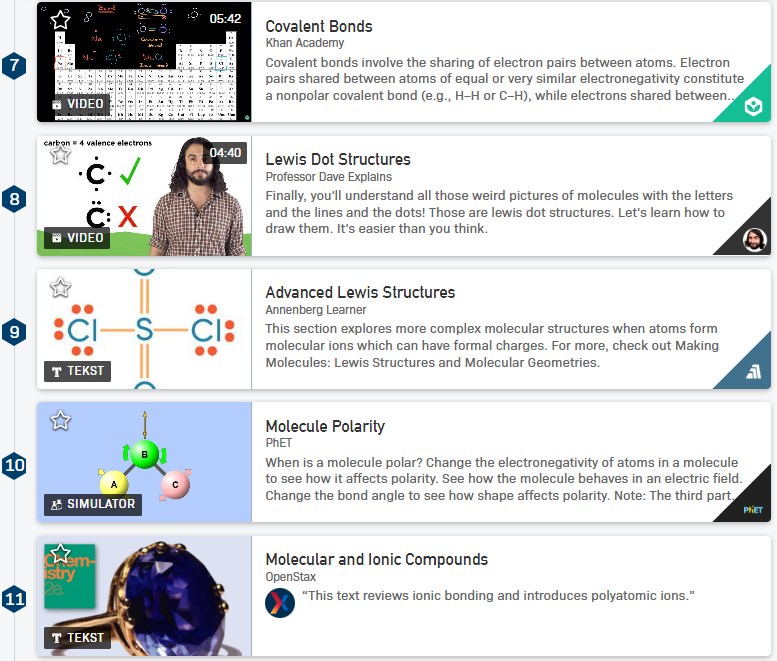 7
05:42
VIDEO
Covalent Bonds
Khan Academy
Covalent bonds involve the sharing of electron pairs between atoms. Electron
pairs shared between atoms of equal or very similar electronegativity constitute
a nonpolar covalent bond (e.g., H–H or C–H), while electrons shared between...
8
carbon = 4 valence electrons
04:40
C
C
VIDEO
Lewis Dot Structures
Professor Dave Explains
Finally, you'll understand all those weird pictures of molecules with the letters
and the lines and the dots! Those are lewis dot structures. Let's learn how to
draw them. It's easier than you think.
9
Cl S Cl
TEKST
Advanced Lewis Structures
Annenberg Learner
This section explores more complex molecular structures when atoms form
molecular ions which can have formal charges. For more, check out Making
Molecules: Lewis Structures and Molecular Geometries.
10
B
A C
SIMULATOR
Molecule Polarity
PhET
When is a molecule polar? Change the electronegativity of atoms in a molecule
to see how it affects polarity. See how the molecule behaves in an electric field.
Change the bond angle to see how shape affects polarity. Note: The third part...
PhET
11
Chem-
istry
2e
TEKST
Molecular and Ionic Compounds
OpenStax
“This text reviews ionic bonding and introduces polyatomic ions.”